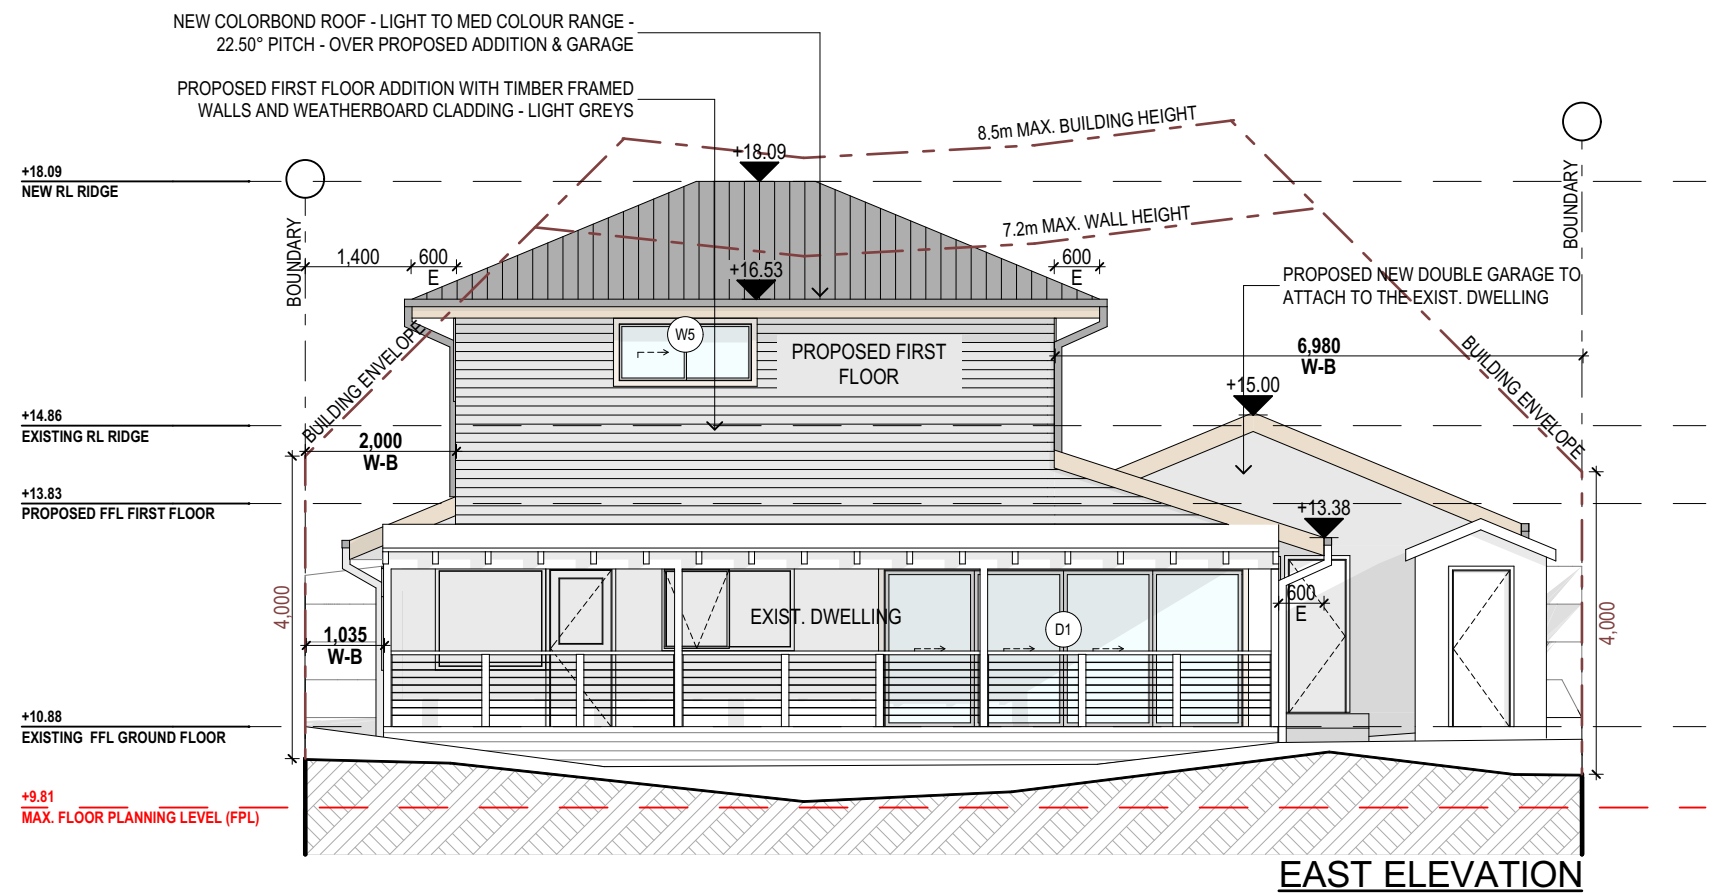 NEW COLORBOND ROOF - LIGHT TO MED COLOUR RANGE -
22.50° PITCH - OVER PROPOSED ADDITION & GARAGE
PROPOSED FIRST FLOOR ADDITION WITH TIMBER FRAMED
WALLS AND WEATHERBOARD CLADDING - LIGHT GREYS
8.5m MAX. BUILDING HEIGHT
+18.09
+18.09
NEW RL RIDGE
BOUNDARY
BOUNDARY
7.2m MAX. WALL HEIGHT
1,400
600
E
+16.53
600
E
PROPOSED NEW DOUBLE GARAGE TO
ATTACH TO THE EXIST. DWELLING
W5
PROPOSED FIRST
FLOOR
6,980
W-B
BUILDING ENVELOPE
BUILDING ENVELOPE
+15.00
+14.86
EXISTING RL RIDGE
2,000
W-B
+13.83
PROPOSED FFL FIRST FLOOR
+13.38
4,000
600
E
4,000
EXIST. DWELLING
D1
1,035
W-B
+10.88
EXISTING FFL GROUND FLOOR
+9.81
MAX. FLOOR PLANNING LEVEL (FPL)
EAST ELEVATION